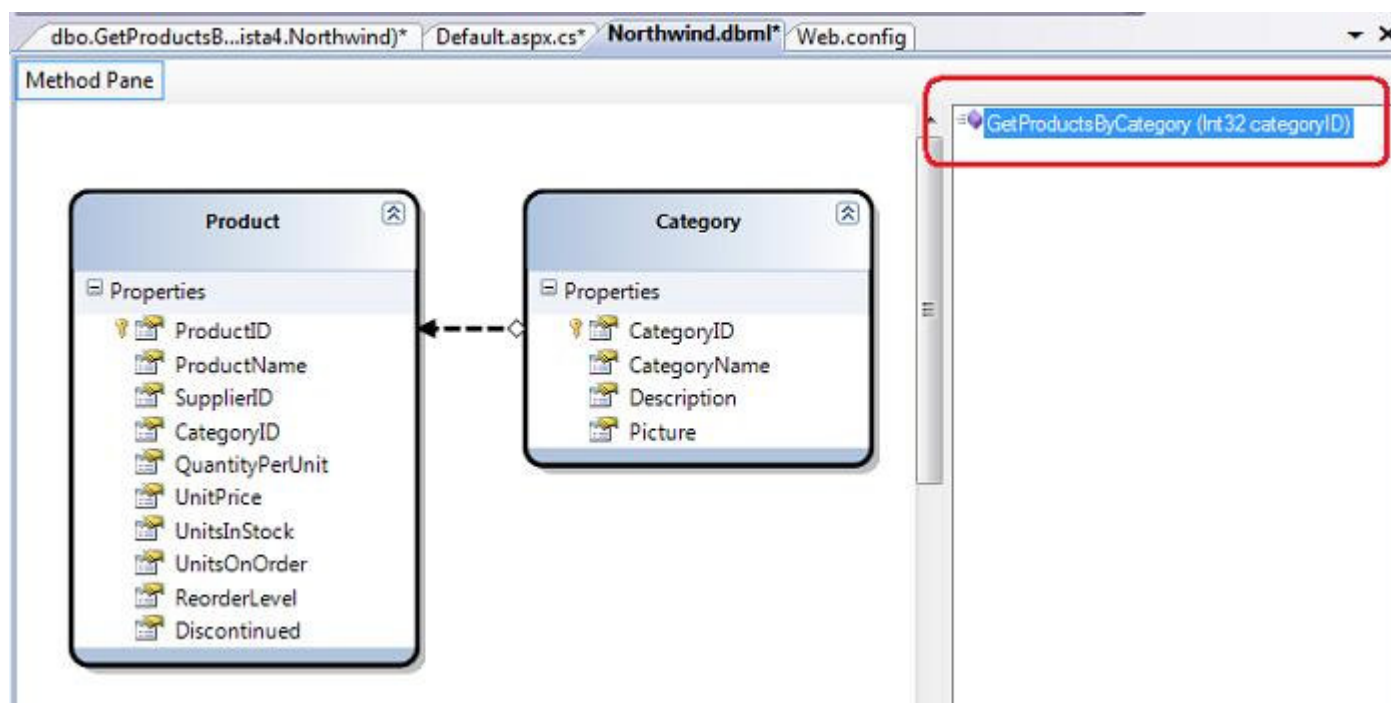 dbo.GetProductsB...ista4.Northwind)* Default.aspx.cs* Northwind.dbml* Web.config
Method Pane
GetProductsByCategory (Int32 categoryID)
Product
Properties
ProductID
ProductName
SupplierID
CategoryID
QuantityPerUnit
UnitPrice
UnitsInStock
UnitsOnOrder
ReorderLevel
Discontinued
Category
Properties
CategoryID
CategoryName
Description
Picture